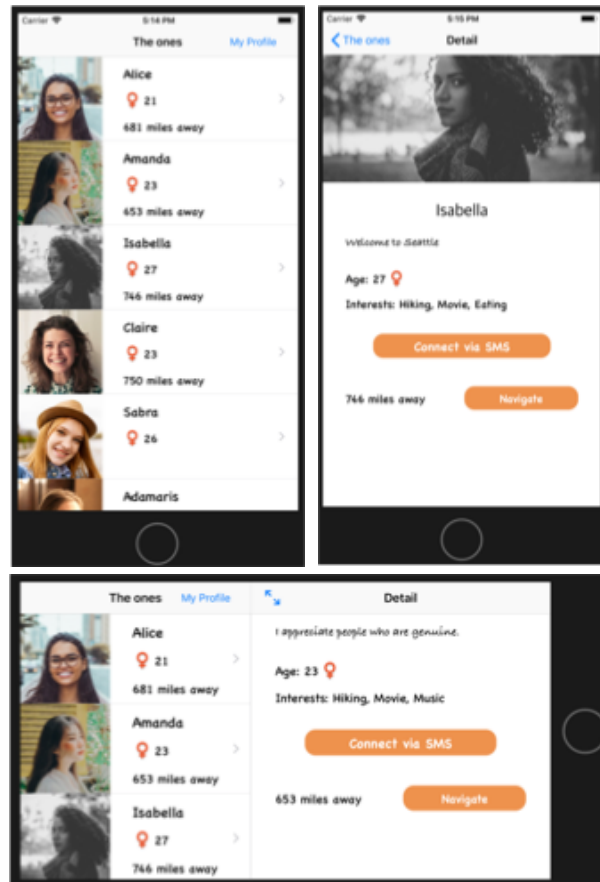 Carrier 5:14 PM
The ones My Profile
Alice
21
681 miles away
Amanda
23
653 miles away
Isabella
27
746 miles away
Claire
23
750 miles away
Sabra
26
Adamaris
Carrier 5:15 PM
The ones Detail
Isabella
Welcome to Seattle
Age: 27
Interests: Hiking, Movie, Eating
Connect via SMS
746 miles away Navigate
The ones My Profile
Alice
21
681 miles away
Amanda
23
653 miles away
Isabella
27
746 miles away
Detail
I appreciate people who are genuine.
Age: 23
Interests: Hiking, Movie, Music
Connect via SMS
653 miles away Navigate